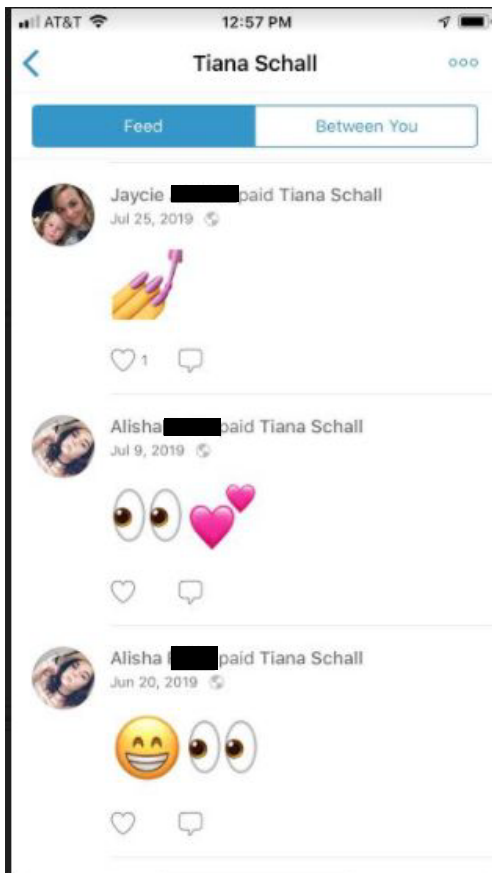 AT&T 12:57 PM
Tiana Schall
Feed Between You
Jaycie paid Tiana Schall
Jul 25, 2019
1
Alisha paid Tiana Schall
Jul 9, 2019
Alisha paid Tiana Schall
Jun 20, 2019